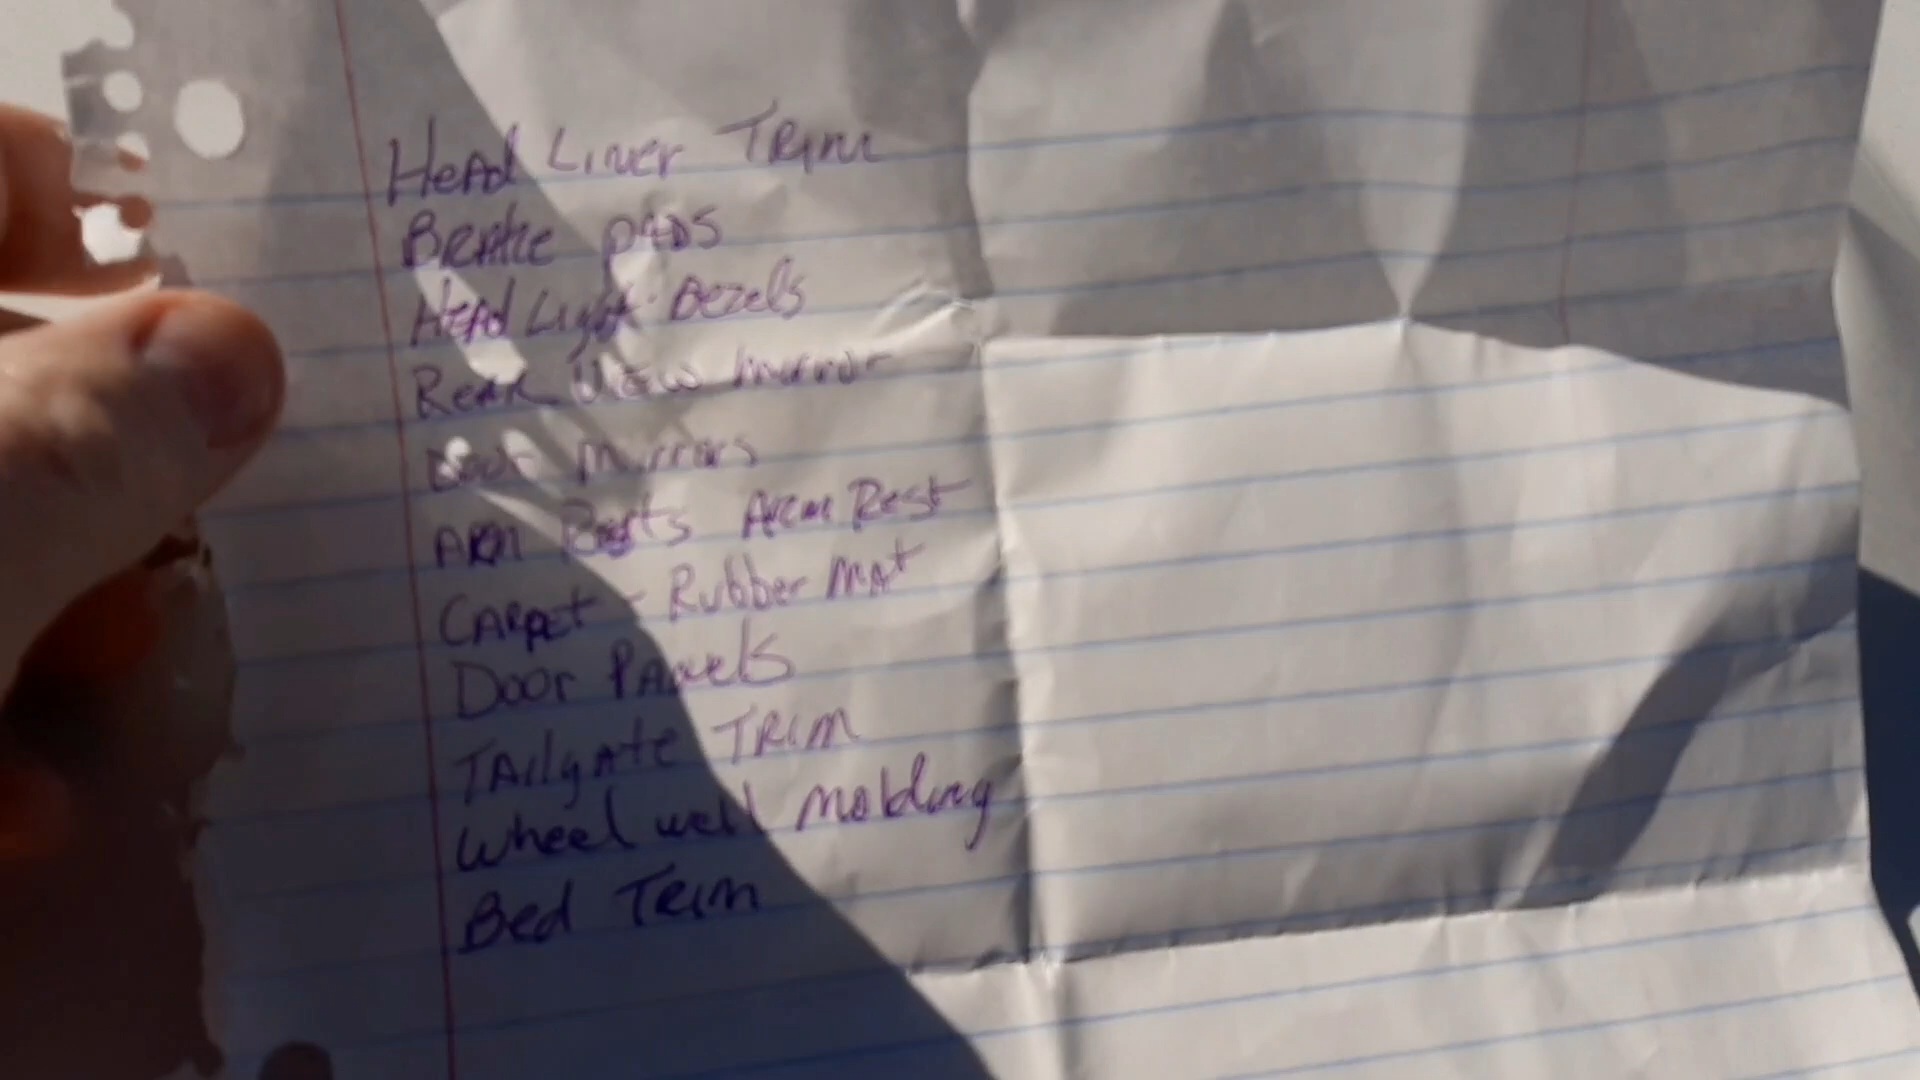 Head Liner Trim
Brake pads
Head Light Bezels
Rear View mirror
Door Mirrors
Arm Rests Arm Rest
Carpet - Rubber Mat
Door Panels
Tailgate Trim
Wheel well molding
Bed Trim